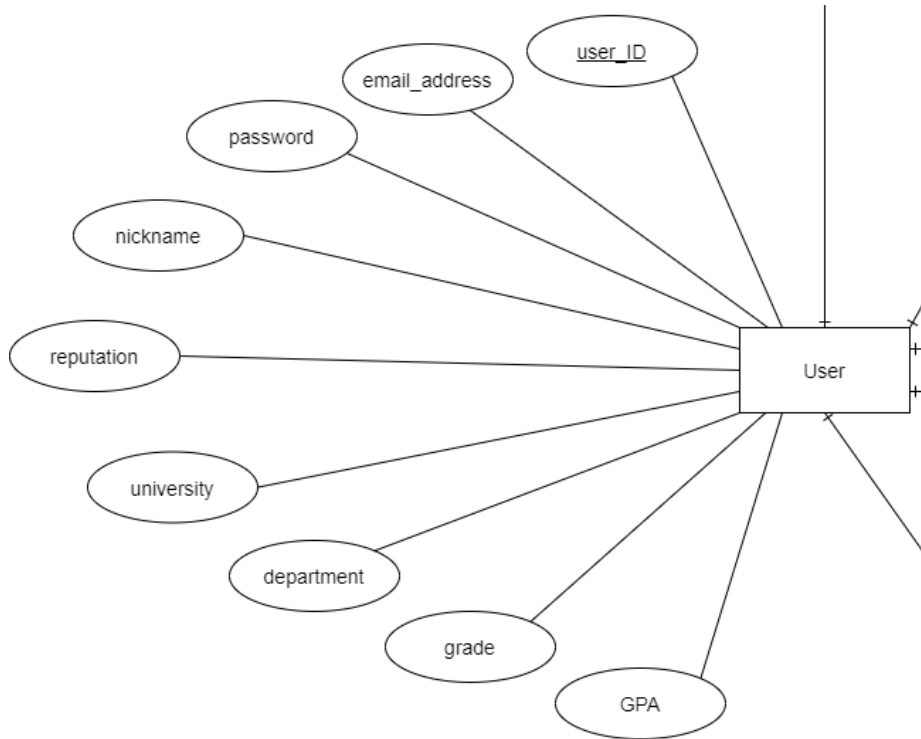 user_ID
email_address
password
nickname
reputation
User
university
department
grade
GPA